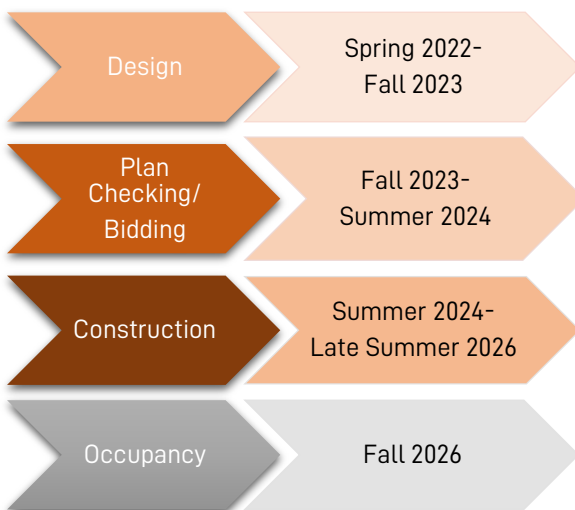 Design
Spring 2022-
Fall 2023
Plan
Checking/
Bidding
Fall 2023-
Summer 2024
Construction
Summer 2024-
Late Summer 2026
Occupancy
Fall 2026